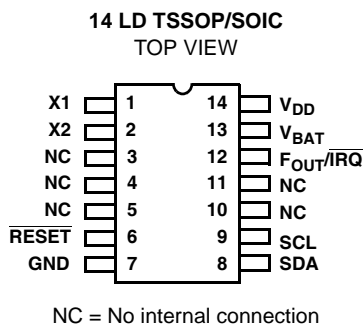 14 LD TSSOP/SOIC
TOP VIEW
X1 1 14 VDD
X2 2 13 VBAT
NC 3 12 FOUT/IRQ
NC 4 11 NC
NC 5 10 NC
RESET 6 9 SCL
GND 7 8 SDA
NC = No internal connection